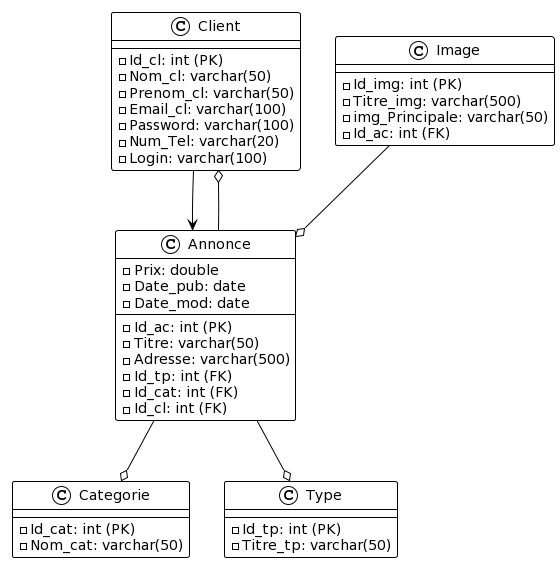 C Client
Id_cl: int (PK)
Nom_cl: varchar(50)
Prenom_cl: varchar(50)
Email_cl: varchar(100)
Password: varchar(100)
Num_Tel: varchar(20)
Login: varchar(100)
C Image
Id_img: int (PK)
Titre_img: varchar(500)
img_Principale: varchar(50)
Id_ac: int (FK)
C Annonce
Prix: double
Date_pub: date
Date_mod: date
Id_ac: int (PK)
Titre: varchar(50)
Adresse: varchar(500)
Id_tp: int (FK)
Id_cat: int (FK)
Id_cl: int (FK)
C Categorie
Id_cat: int (PK)
Nom_cat: varchar(50)
C Type
Id_tp: int (PK)
Titre_tp: varchar(50)